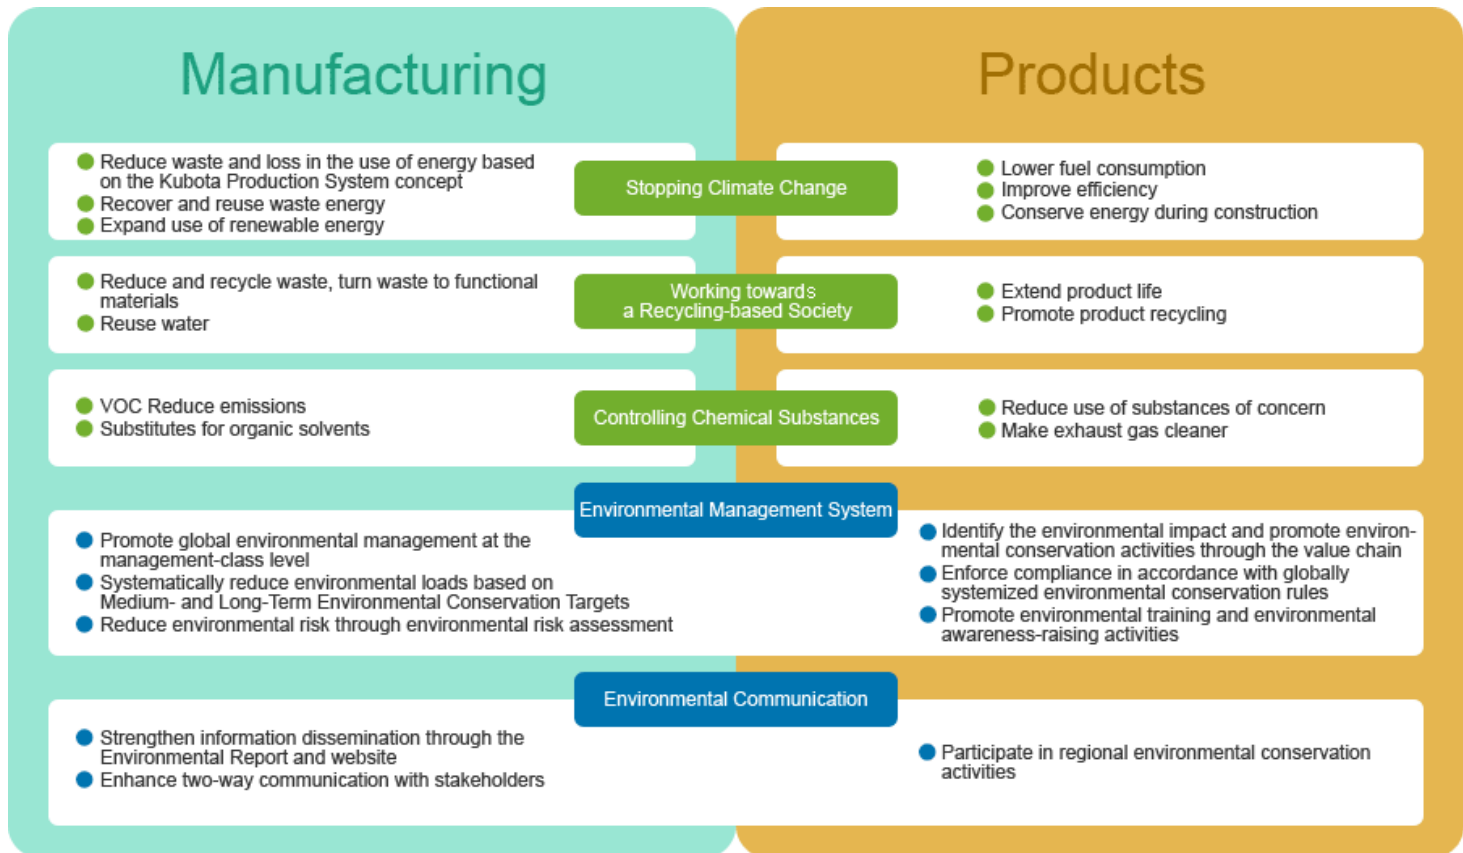 Manufacturing
Products
Reduce waste and loss in the use of energy based
on the Kubota Production System concept
Recover and reuse waste energy
Expand use of renewable energy
Stopping Climate Change
Lower fuel consumption
Improve efficiency
Conserve energy during construction
Reduce and recycle waste, turn waste to functional
materials
Reuse water
Working towards
a Recycling-based Society
Extend product life
Promote product recycling
VOC Reduce emissions
Substitutes for organic solvents
Controlling Chemical Substances
Reduce use of substances of concern
Make exhaust gas cleaner
Environmental Management System
Promote global environmental management at the
management-class level
Systematically reduce environmental loads based on
Medium- and Long-Term Environmental Conservation Targets
Reduce environmental risk through environmental risk assessment
Identify the environmental impact and promote environ-
mental conservation activities through the value chain
Enforce compliance in accordance with globally
systemized environmental conservation rules
Promote environmental training and environmental
awareness-raising activities
Environmental Communication
Strengthen information dissemination through the
Environmental Report and website
Enhance two-way communication with stakeholders
Participate in regional environmental conservation
activities